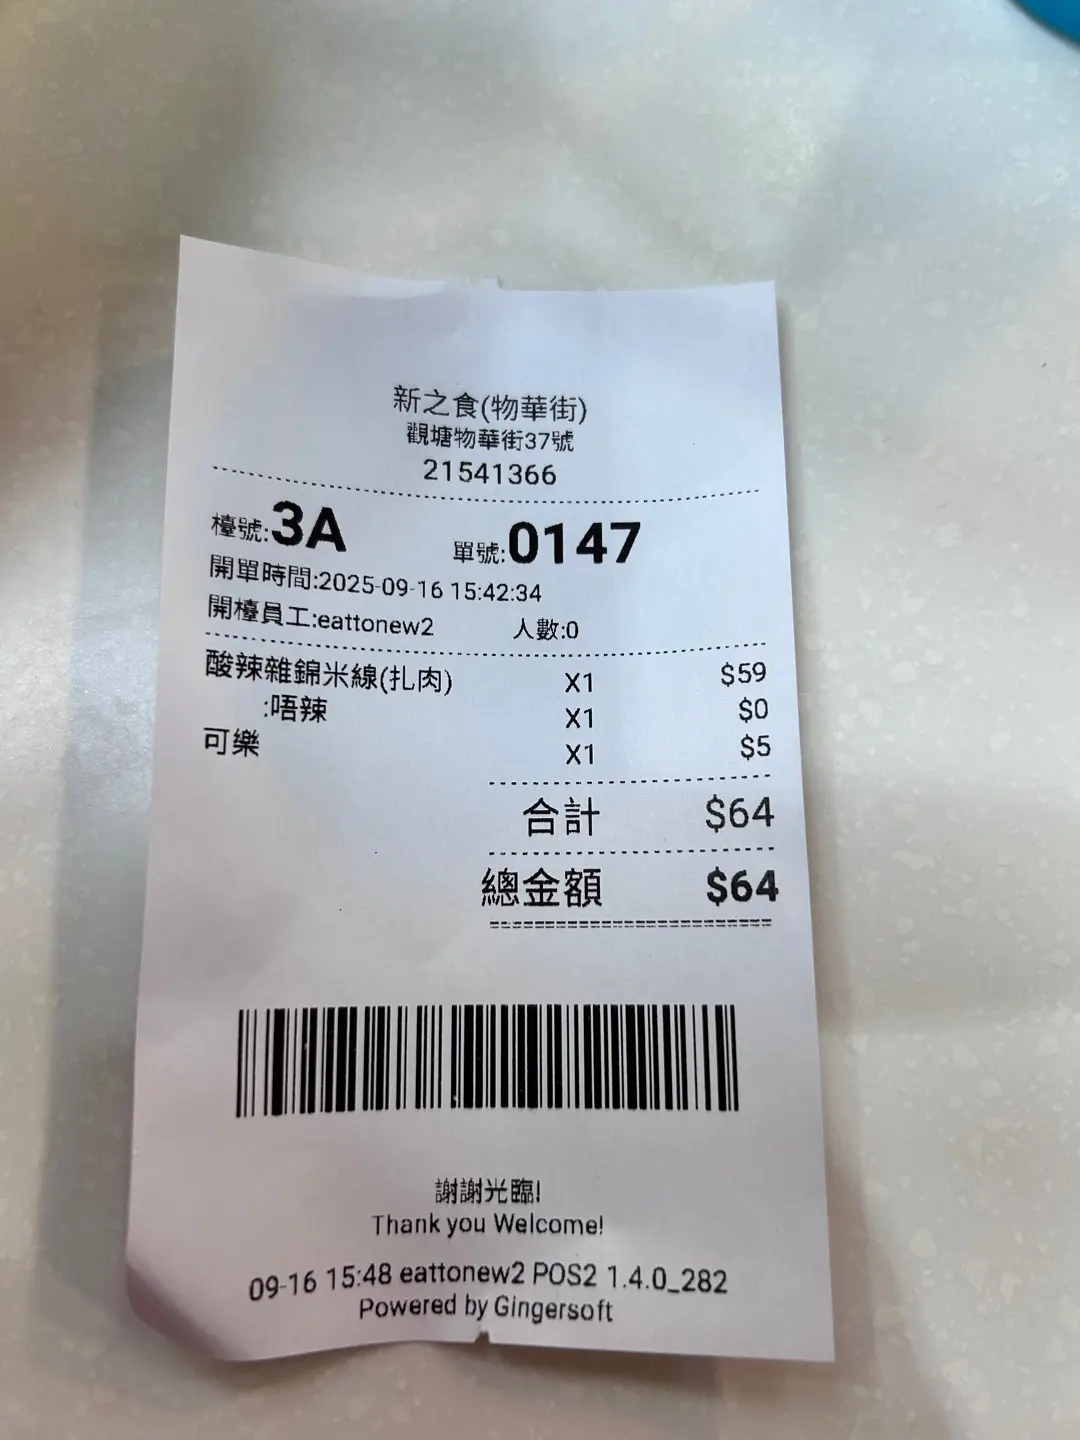 新之食(物華街)
觀塘物華街37號
21541366
檯號:3A 單號:0147
開單時間:2025-09-16 15:42:34
開檯員工:eattonew2 人數:0
酸辣雜錦米線(扎肉) X1 $59
:唔辣 X1 $0
可樂 X1 $5
合計 $64
總金額 $64
謝謝光臨!
Thank you Welcome!
09-16 15:48 eattonew2 POS2 1.4.0_282
Powered by Gingersoft